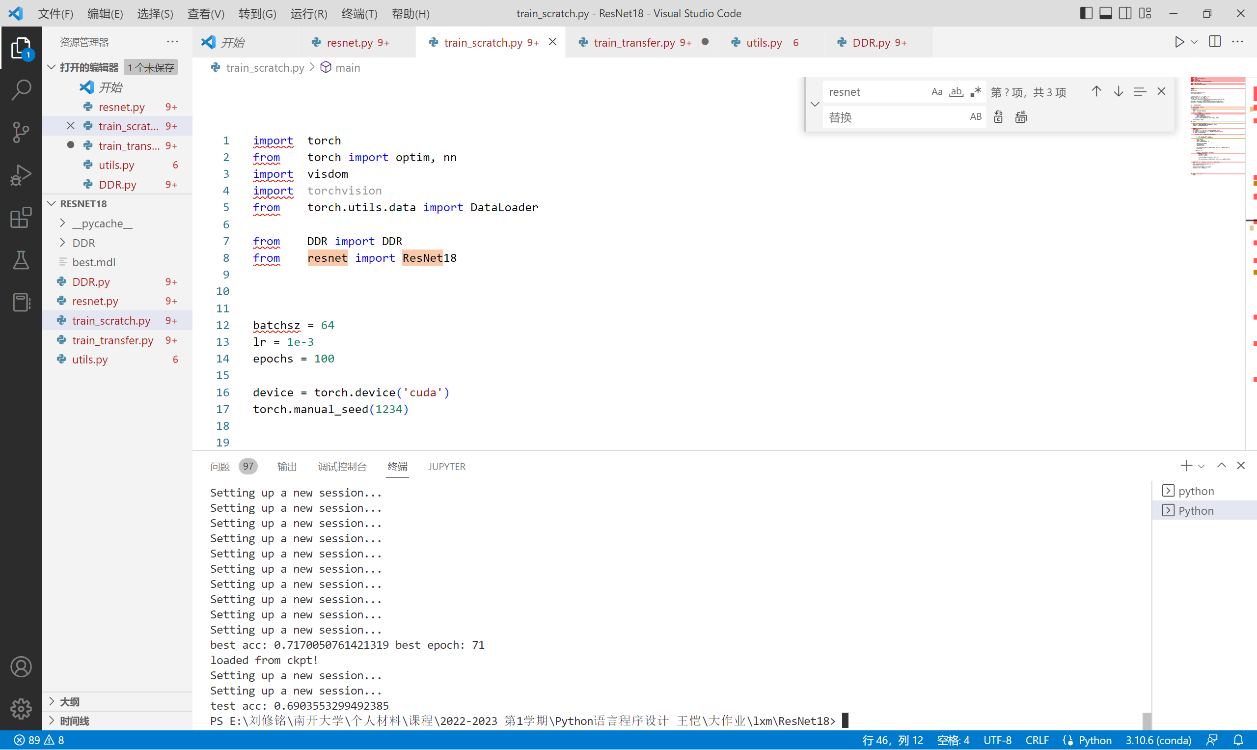 文件(F) 编辑(E) 选择(S) 查看(V) 转到(G) 运行(R) 终端(T) 帮助(H) train_scratch.py - ResNet18 - Visual Studio Code
资源管理器 ···
开始 resnet.py 9+ train_scratch.py 9+ train_transfer.py 9+ utils.py 6 DDR.py 9+
1
打开的编辑器 1 个未保存
开始
resnet.py 9+
train_scrat... 9+
train_trans... 9+
utils.py 6
DDR.py 9+
RESNET18
__pycache__
DDR
best.mdl
DDR.py 9+
resnet.py 9+
train_scratch.py 9+
train_transfer.py 9+
utils.py 6
大纲
时间线
train_scratch.py > main
resnet Aa ab .* 第 ? 项，共 3 项
替换 AB
1 import torch
2 from torch import optim, nn
3 import visdom
4 import torchvision
5 from torch.utils.data import DataLoader
6
7 from DDR import DDR
8 from resnet import ResNet18
9
10
11
12 batchsz = 64
13 lr = 1e-3
14 epochs = 100
15
16 device = torch.device('cuda')
17 torch.manual_seed(1234)
18
19
问题 97 输出 调试控制台 终端 JUPYTER
Setting up a new session...
Setting up a new session...
Setting up a new session...
Setting up a new session...
Setting up a new session...
Setting up a new session...
Setting up a new session...
Setting up a new session...
Setting up a new session...
Setting up a new session...
best acc: 0.7170050761421319 best epoch: 71
loaded from ckpt!
Setting up a new session...
Setting up a new session...
test acc: 0.6903553299492385
PS E:\刘修铭\南开大学\个人材料\课程\2022-2023 第1学期\Python语言程序设计 王恺\大作业\lxm\ResNet18>
python
Python
89 8 行 46，列 12 空格: 4 UTF-8 CRLF Python 3.10.6 (conda)